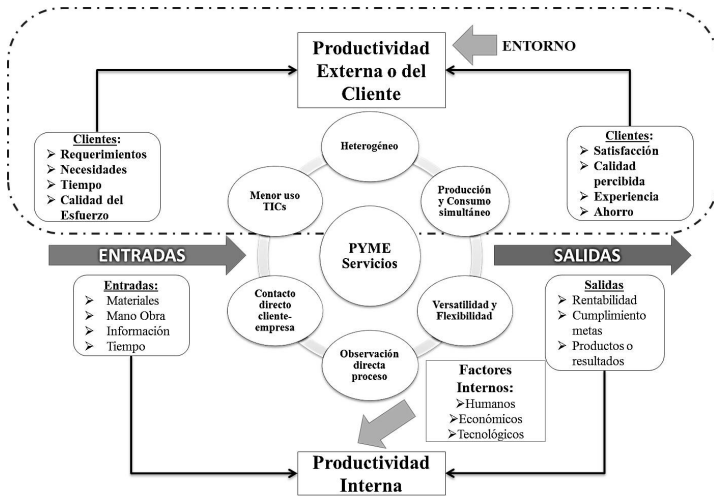 Productividad
Externa o del
Cliente
ENTORNO
Clientes:
➢ Requerimientos
➢ Necesidades
➢ Tiempo
➢ Calidad del
Esfuerzo
Heterogéneo
Menor uso
TICs
Producción
y Consumo
simultáneo
Clientes:
➢ Satisfacción
➢ Calidad
percibida
➢ Experiencia
➢ Ahorro
ENTRADAS
PYME
Servicios
SALIDAS
Entradas:
➢ Materiales
➢ Mano Obra
➢ Información
➢ Tiempo
Contacto
directo
cliente-
empresa
Observación
directa
proceso
Versatilidad y
Flexibilidad
Salidas
➢ Rentabilidad
➢ Cumplimiento
metas
➢ Productos o
resultados
Factores
Internos:
➢Humanos
➢Económicos
➢Tecnológicos
Productividad
Interna